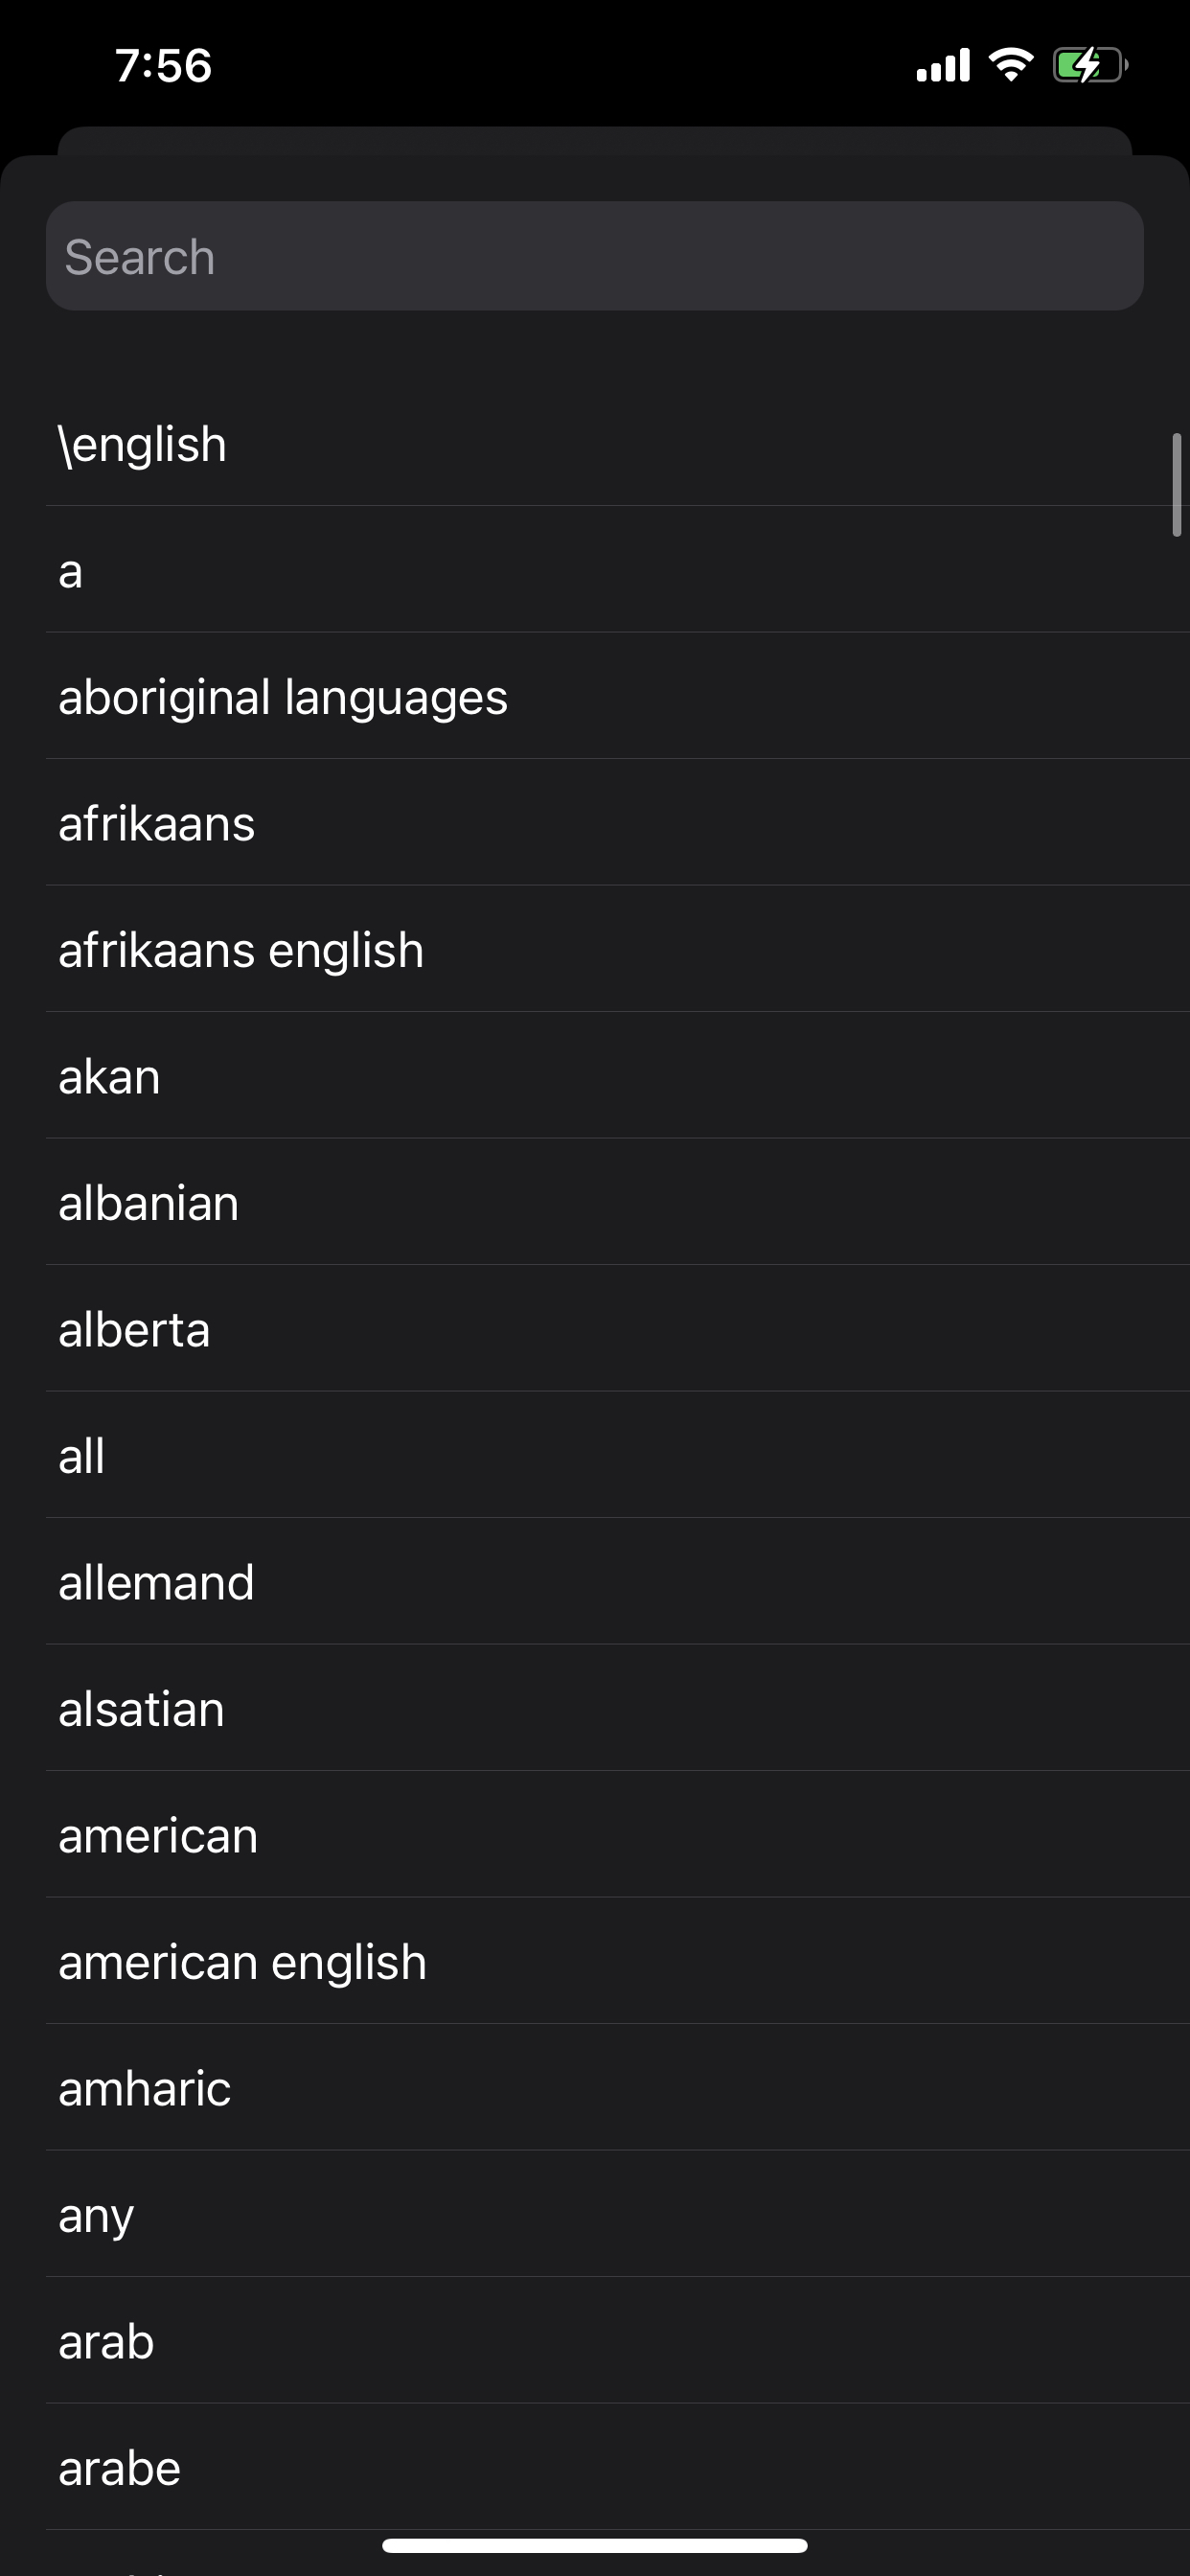 7:56
Search
\english
a
aboriginal languages
afrikaans
afrikaans english
akan
albanian
alberta
all
allemand
alsatian
american
american english
amharic
any
arab
arabe